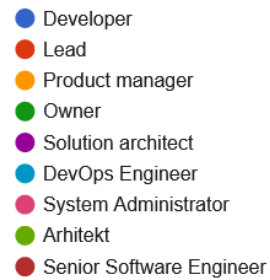 Developer
Lead
Product manager
Owner
Solution architect
DevOps Engineer
System Administrator
Arhitekt
Senior Software Engineer